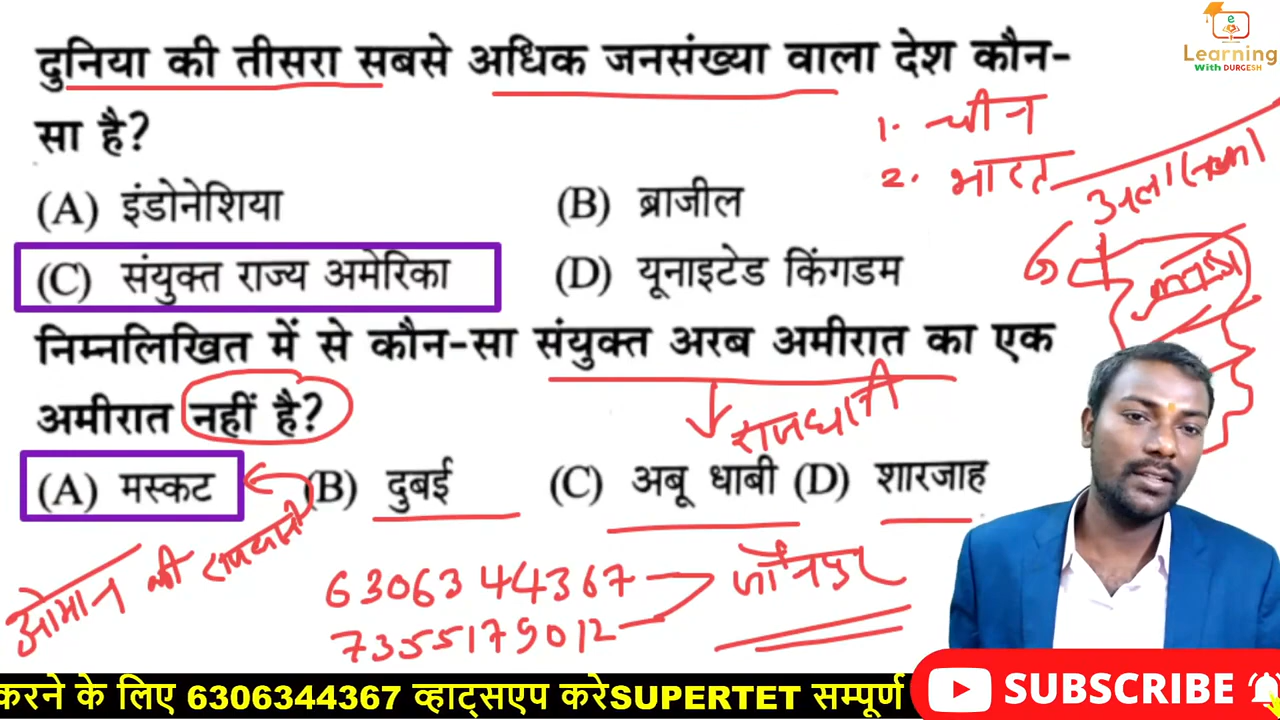 e
Learning
With DURGESH
दुनिया की तीसरा सबसे अधिक जनसंख्या वाला देश कौन-
सा है?
1. चीन
2. भारत
(A) इंडोनेशिया (B) ब्राजील
(C) संयुक्त राज्य अमेरिका (D) यूनाइटेड किंगडम
निम्नलिखित में से कौन-सा संयुक्त अरब अमीरात का एक
अमीरात नहीं है?
राजधानी
(A) मस्कट (B) दुबई (C) अबू धाबी (D) शारजाह
ओमान की राजधानी
6306344367
7355179012
जौनपुर
करने के लिए 6306344367 व्हाट्सएप करेSUPERTET सम्पूर्ण
SUBSCRIBE